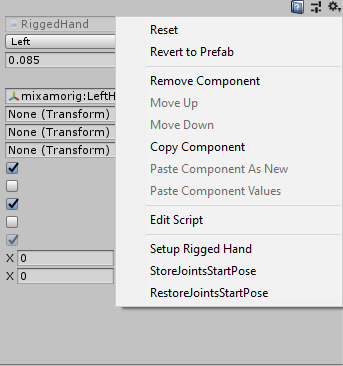 RiggedHand
Left
0.085
mixamorig:LeftH
None (Transform)
None (Transform)
None (Transform)
X 0
X 0
Reset
Revert to Prefab
Remove Component
Move Up
Move Down
Copy Component
Paste Component As New
Paste Component Values
Edit Script
Setup Rigged Hand
StoreJointsStartPose
RestoreJointsStartPose